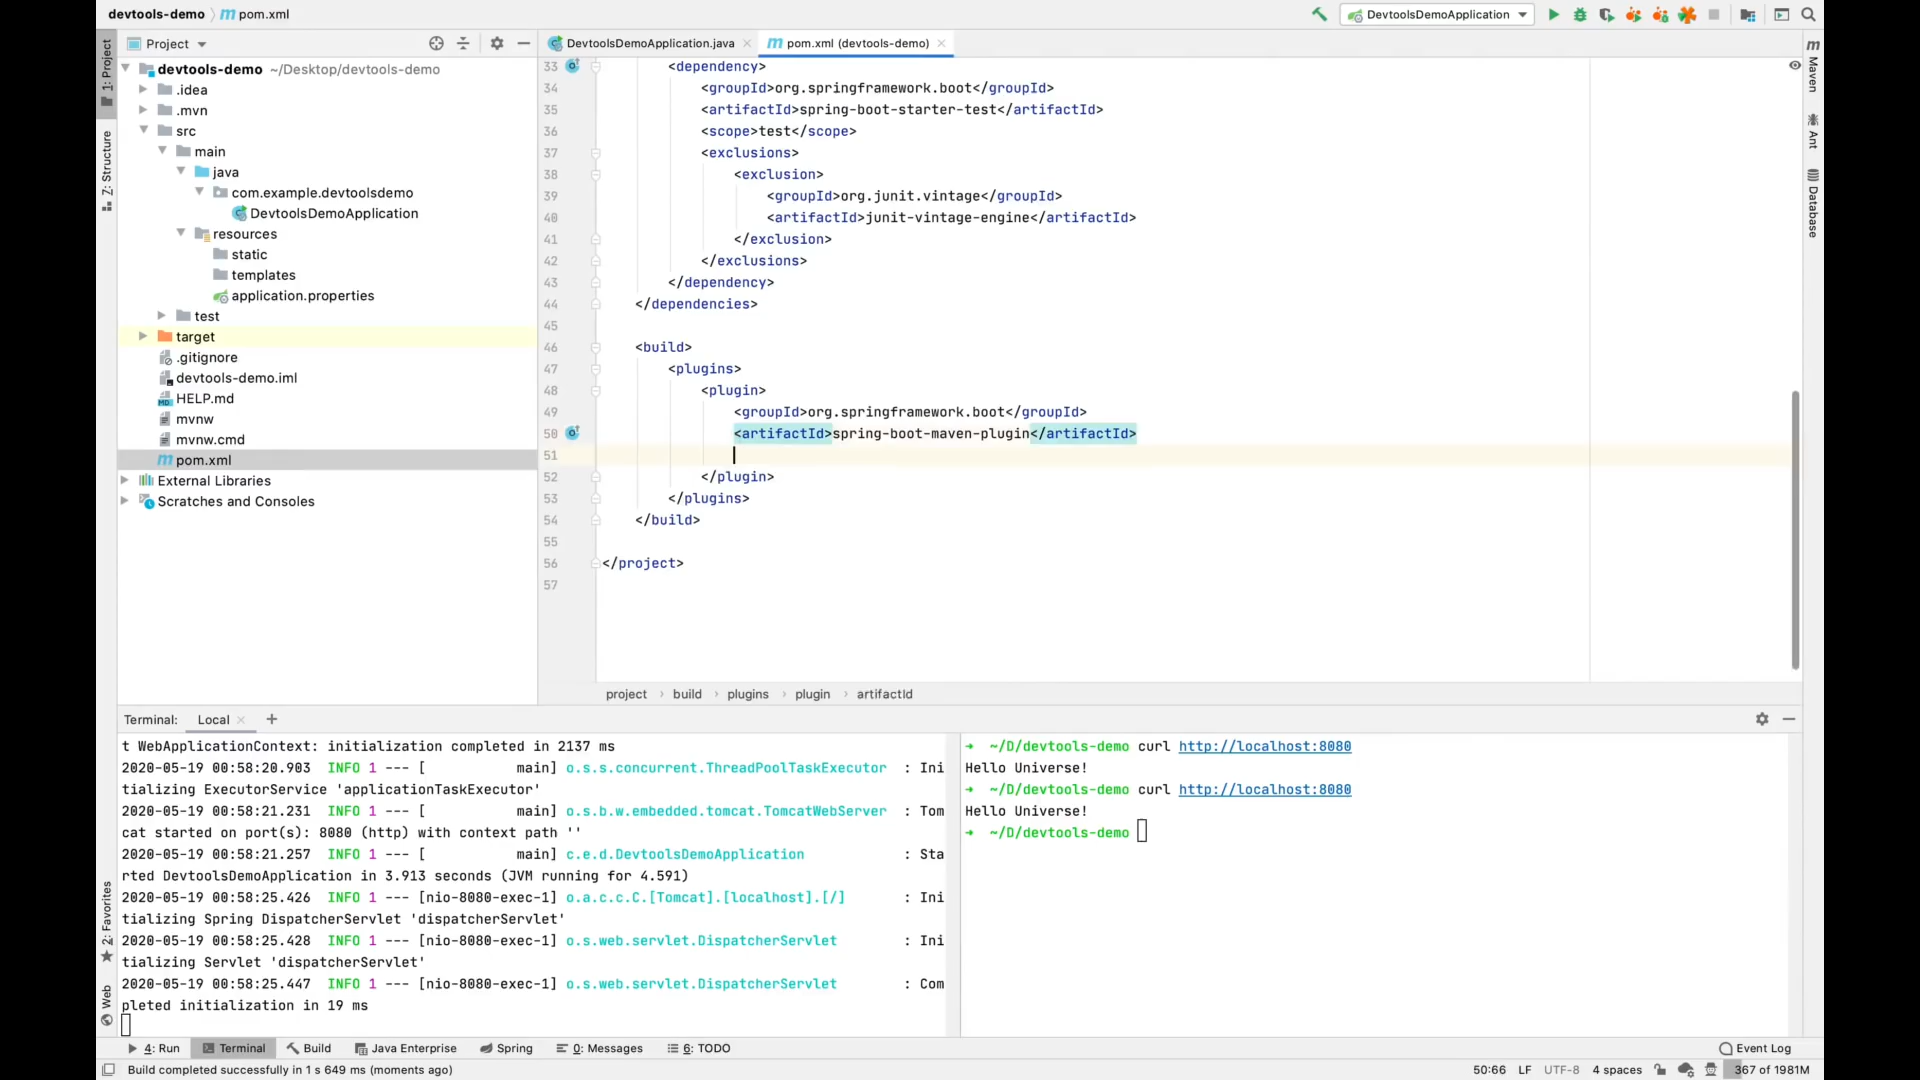 devtools-demo
pom.xml
DevtoolsDemoApplication
Project
DevtoolsDemoApplication.java
pom.xml (devtools-demo)
devtools-demo ~/Desktop/devtools-demo
.idea
.mvn
src
main
java
com.example.devtoolsdemo
DevtoolsDemoApplication
resources
static
templates
application.properties
test
target
.gitignore
devtools-demo.iml
HELP.md
mvnw
mvnw.cmd
pom.xml
External Libraries
Scratches and Consoles
1: Project
Z: Structure
2: Favorites
Web
33 <dependency>
34 <groupId>org.springframework.boot</groupId>
35 <artifactId>spring-boot-starter-test</artifactId>
36 <scope>test</scope>
37 <exclusions>
38 <exclusion>
39 <groupId>org.junit.vintage</groupId>
40 <artifactId>junit-vintage-engine</artifactId>
41 </exclusion>
42 </exclusions>
43 </dependency>
44 </dependencies>
45
46 <build>
47 <plugins>
48 <plugin>
49 <groupId>org.springframework.boot</groupId>
50 <artifactId>spring-boot-maven-plugin</artifactId>
51
52 </plugin>
53 </plugins>
54 </build>
55
56 </project>
57
project › build › plugins › plugin › artifactId
Maven
Ant
Database
Terminal: Local
t WebApplicationContext: initialization completed in 2137 ms
2020-05-19 00:58:20.903 INFO 1 --- [ main] o.s.s.concurrent.ThreadPoolTaskExecutor : Ini
tializing ExecutorService 'applicationTaskExecutor'
2020-05-19 00:58:21.231 INFO 1 --- [ main] o.s.b.w.embedded.tomcat.TomcatWebServer : Tom
cat started on port(s): 8080 (http) with context path ''
2020-05-19 00:58:21.257 INFO 1 --- [ main] c.e.d.DevtoolsDemoApplication : Sta
rted DevtoolsDemoApplication in 3.913 seconds (JVM running for 4.591)
2020-05-19 00:58:25.426 INFO 1 --- [nio-8080-exec-1] o.a.c.c.C.[Tomcat].[localhost].[/] : Ini
tializing Spring DispatcherServlet 'dispatcherServlet'
2020-05-19 00:58:25.428 INFO 1 --- [nio-8080-exec-1] o.s.web.servlet.DispatcherServlet : Ini
tializing Servlet 'dispatcherServlet'
2020-05-19 00:58:25.447 INFO 1 --- [nio-8080-exec-1] o.s.web.servlet.DispatcherServlet : Com
pleted initialization in 19 ms
➜ ~/D/devtools-demo curl http://localhost:8080
Hello Universe!
➜ ~/D/devtools-demo curl http://localhost:8080
Hello Universe!
➜ ~/D/devtools-demo
4: Run
Terminal
Build
Java Enterprise
Spring
0: Messages
6: TODO
Event Log
Build completed successfully in 1 s 649 ms (moments ago)
50:66 LF UTF-8 4 spaces 367 of 1981M